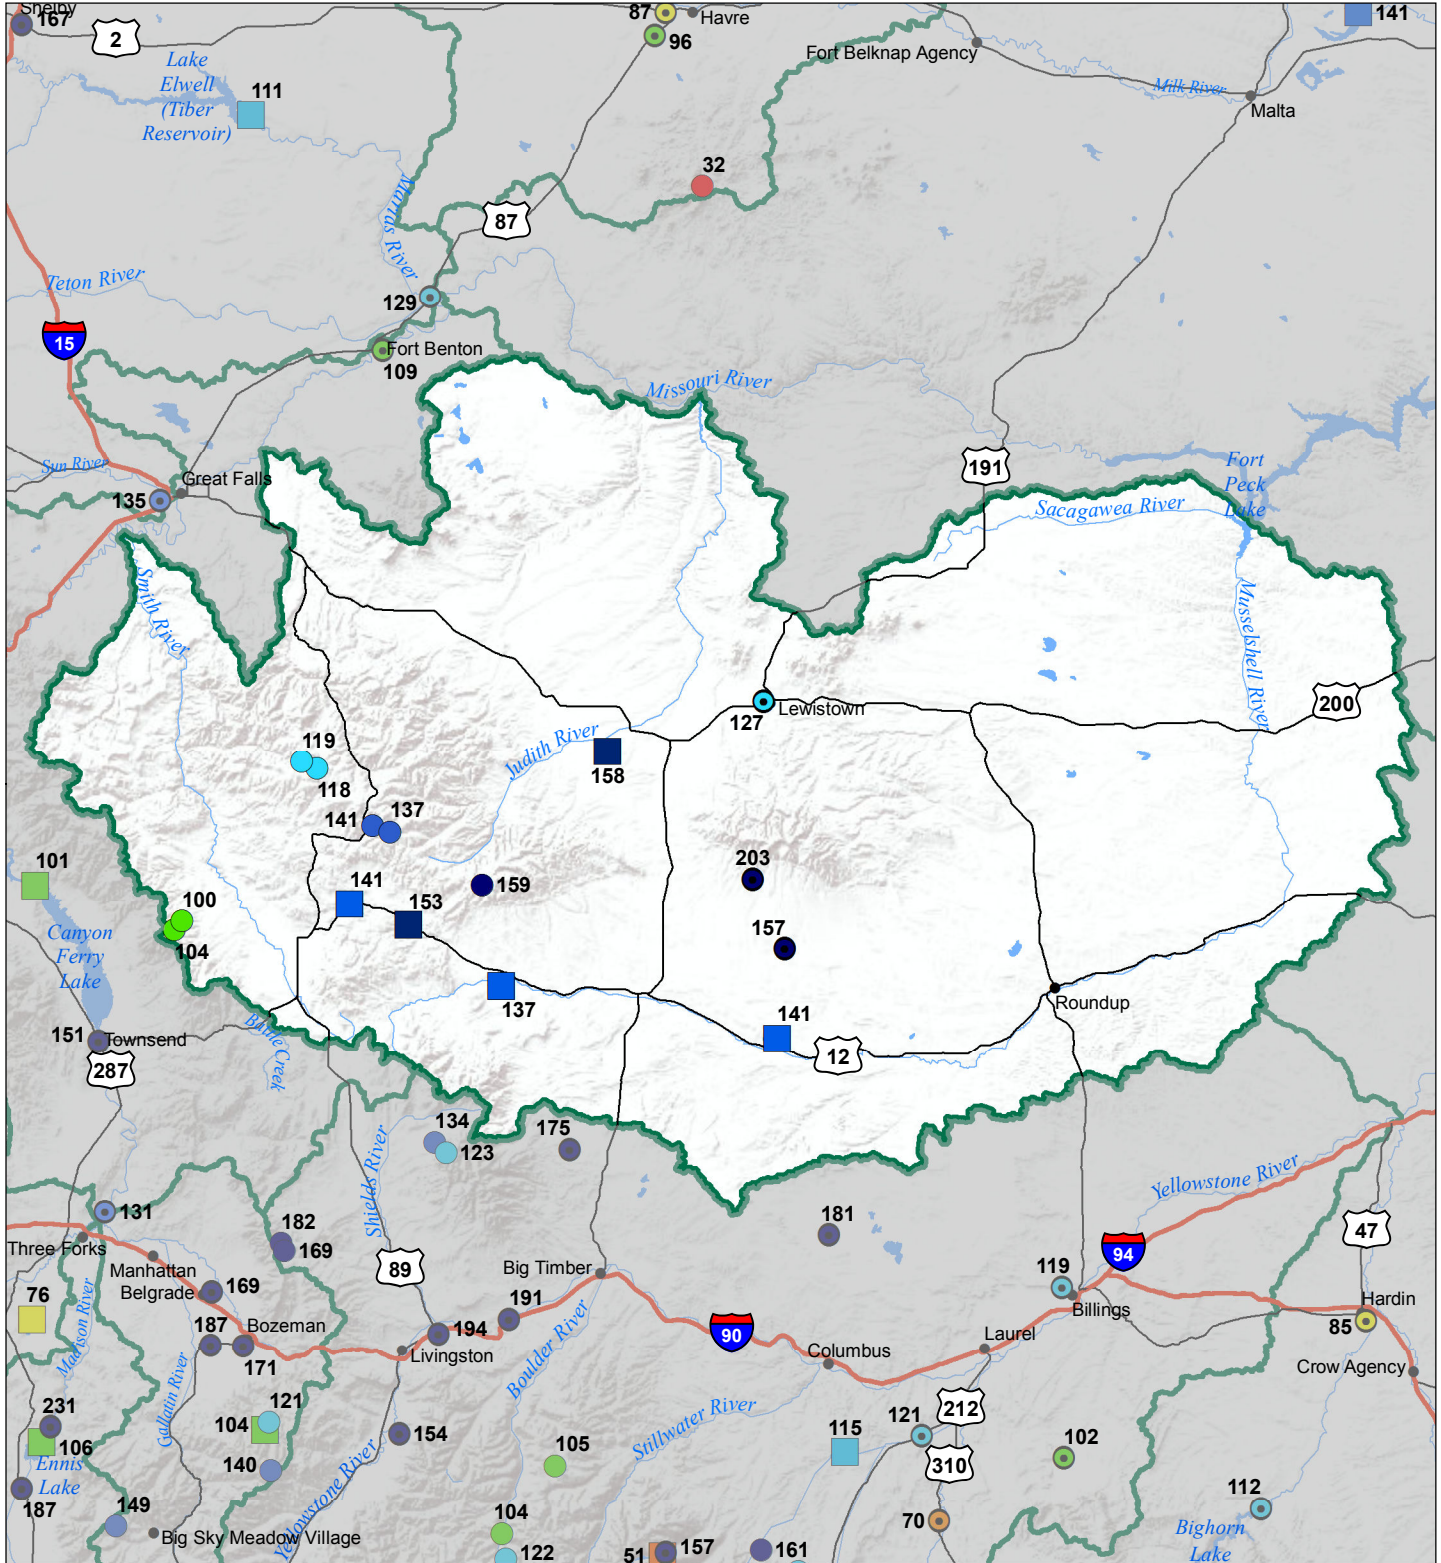 Shelby
167
2
87
Havre
96
Fort Belknap Agency
141
Lake
Elwell
(Tiber
Reservoir)
111
Milk River
Malta
32
Marias River
87
Teton River
129
15
Fort Benton
109
Missouri River
Sun River
Great Falls
135
191
Fort
Peck
Lake
Sacagawea River
Smith River
Musselshell River
200
127
Lewistown
119
118
Judith River
158
141
137
101
141
153
159
203
100
104
Canyon
Ferry
Lake
157
137
141
Roundup
12
151
Townsend
287
Battle Creek
134
123
175
Shields River
Yellowstone River
131
182
169
181
47
Three Forks
Manhattan
Belgrade
169
89
Big Timber
94
119
Billings
Hardin
85
76
Madison River
187
Bozeman
171
191
194
Livingston
Boulder River
90
Columbus
Laurel
Crow Agency
Gallatin River
231
106
Ennis
Lake
121
104
140
154
Yellowstone River
Stillwater River
105
115
121
212
310
102
187
149
Big Sky Meadow Village
104
122
51
157
161
70
112
Bighorn
Lake